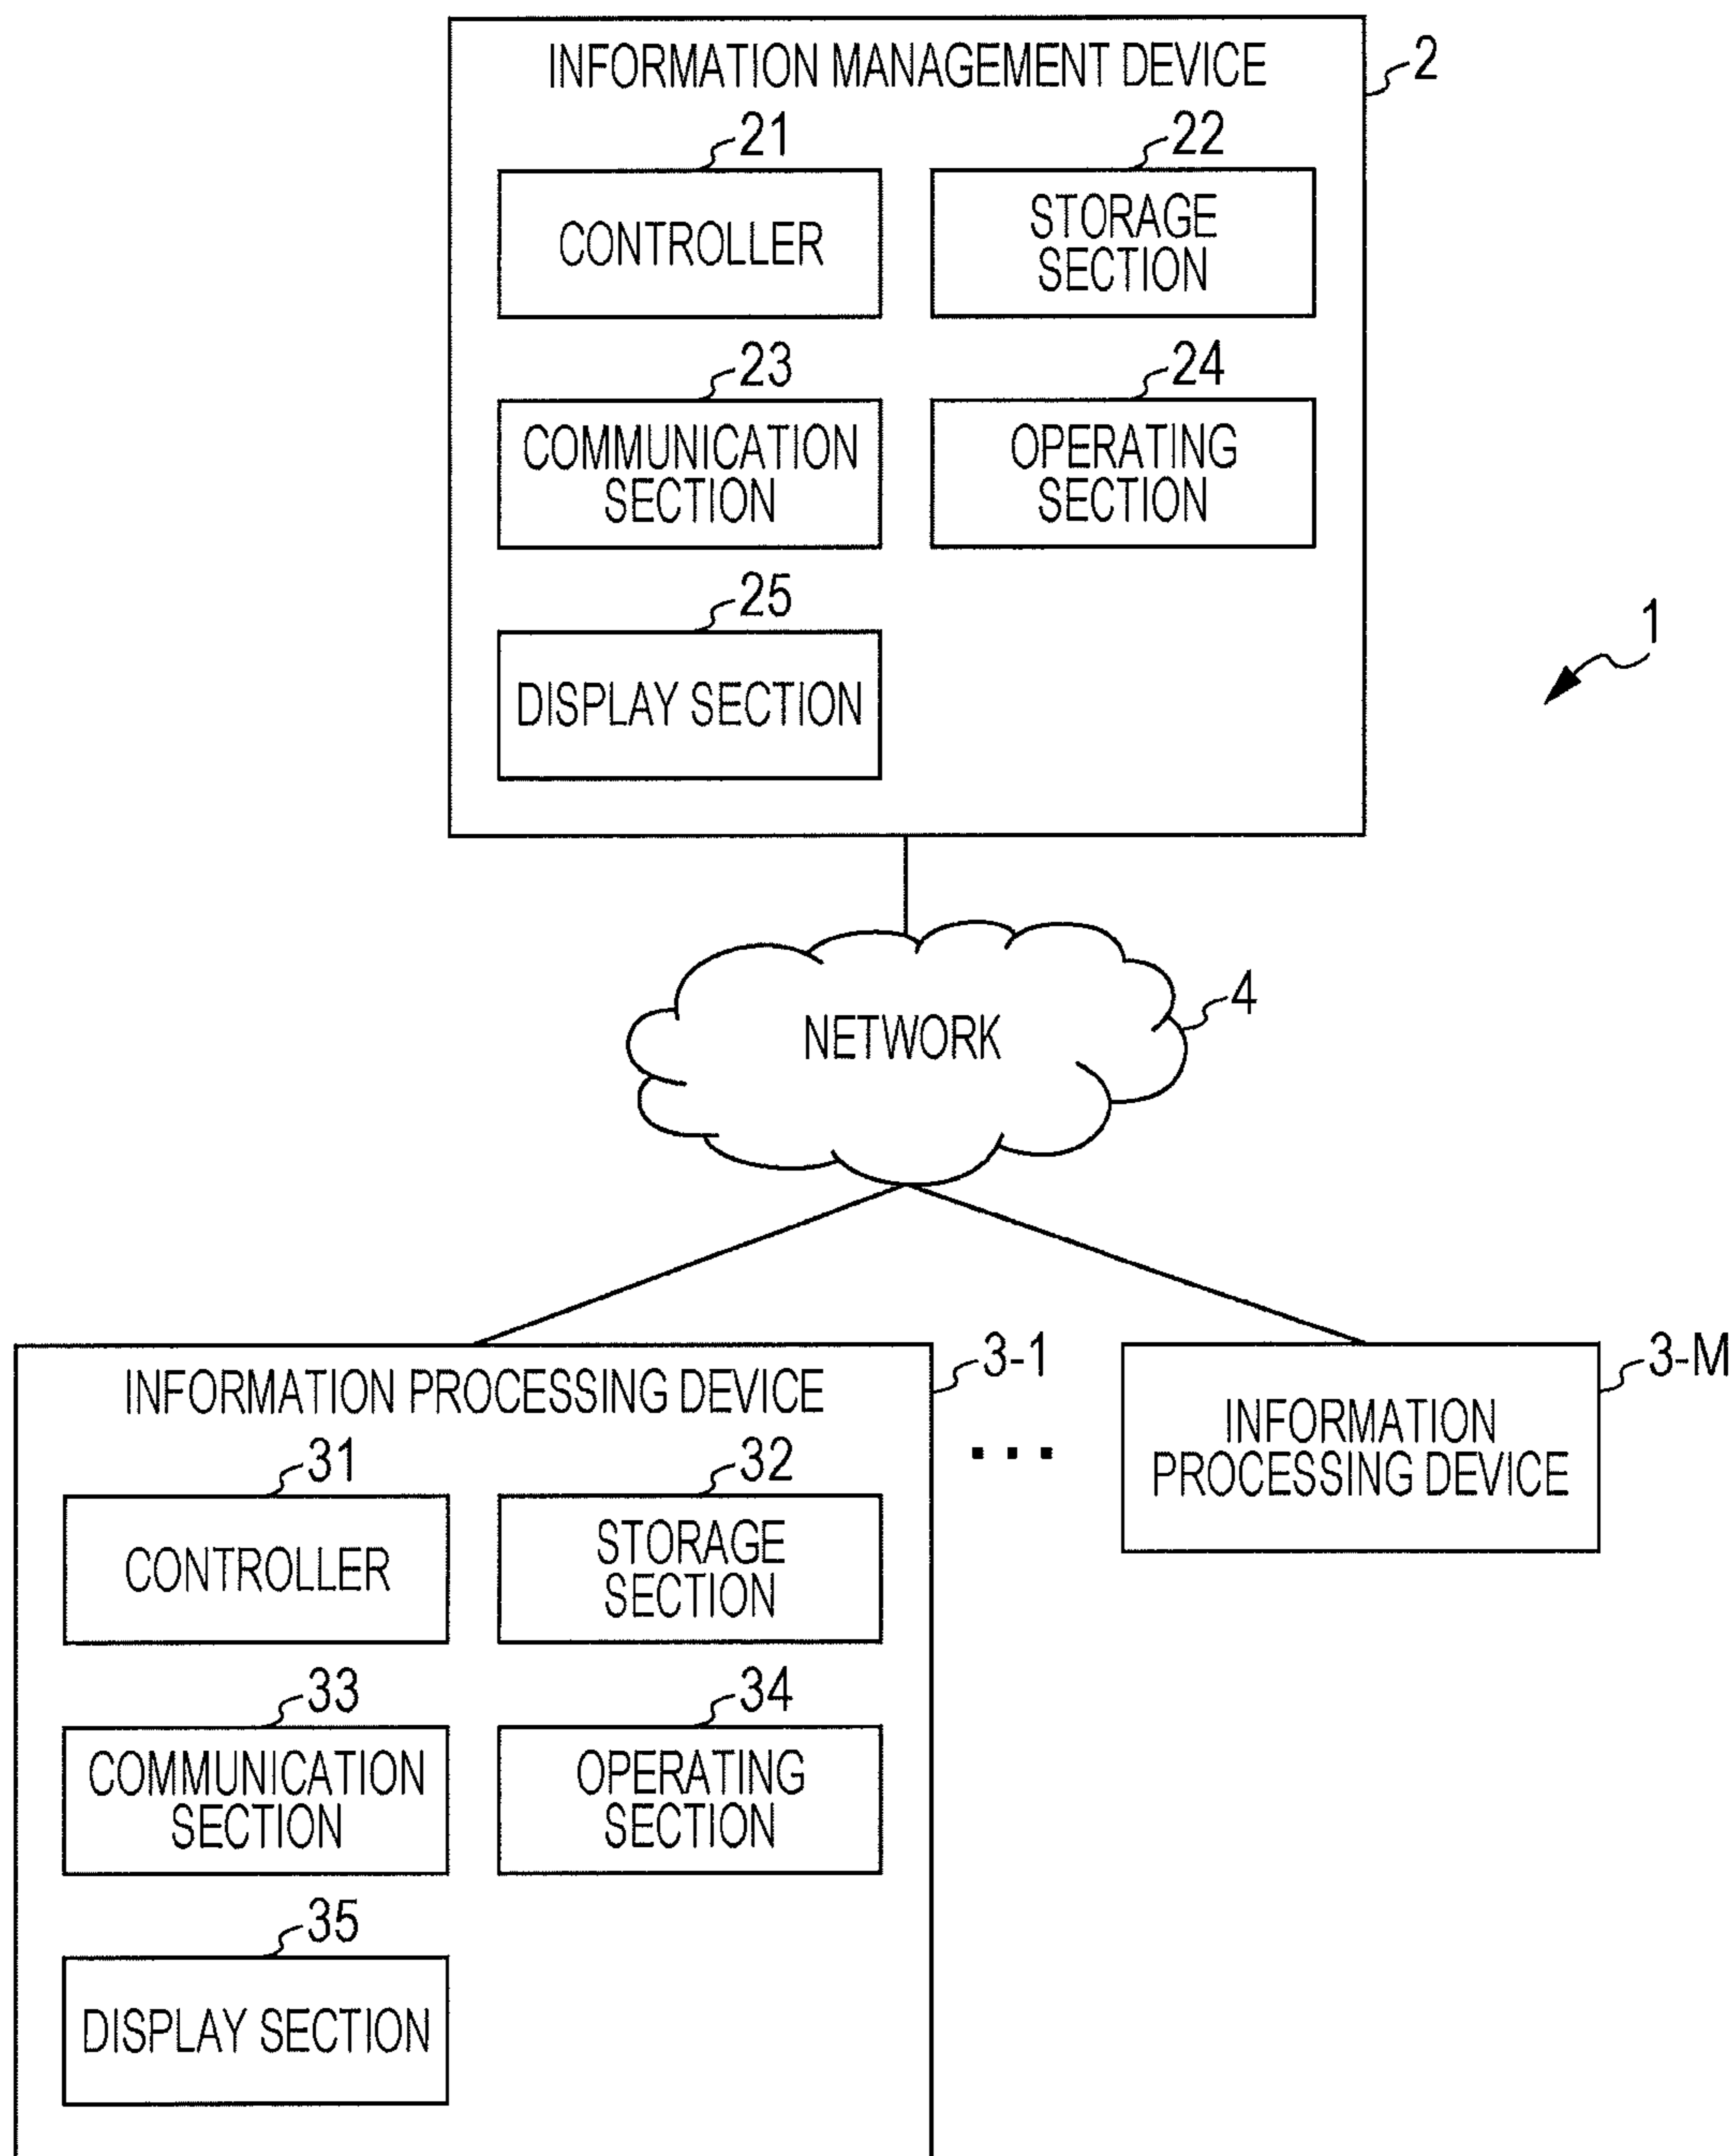 INFORMATION MANAGEMENT DEVICE
2
21
22
CONTROLLER
STORAGE
SECTION
23
24
COMMUNICATION
SECTION
OPERATING
SECTION
25
DISPLAY SECTION
1
NETWORK
4
INFORMATION PROCESSING DEVICE
3-1
31
32
CONTROLLER
STORAGE
SECTION
33
34
COMMUNICATION
SECTION
OPERATING
SECTION
35
DISPLAY SECTION
...
INFORMATION
PROCESSING DEVICE
3-M